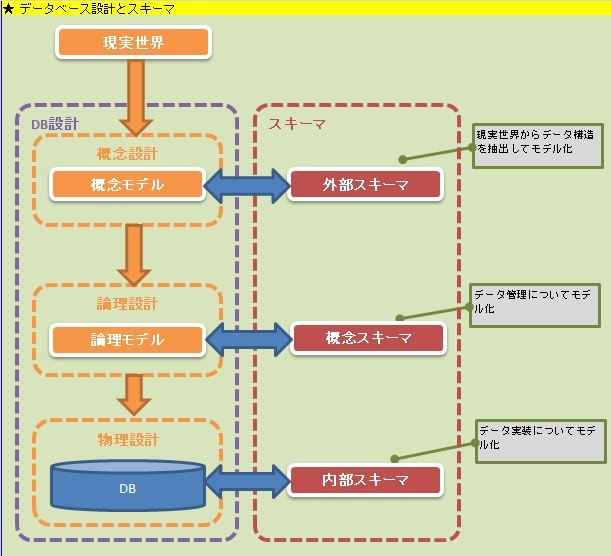 ★ データベース設計とスキーマ
現実世界
DB設計
スキーマ
概念設計
概念モデル
外部スキーマ
現実世界からデータ構造
を抽出してモデル化
論理設計
論理モデル
概念スキーマ
データ管理についてモデ
ル化
物理設計
DB
内部スキーマ
データ実装についてモデ
ル化